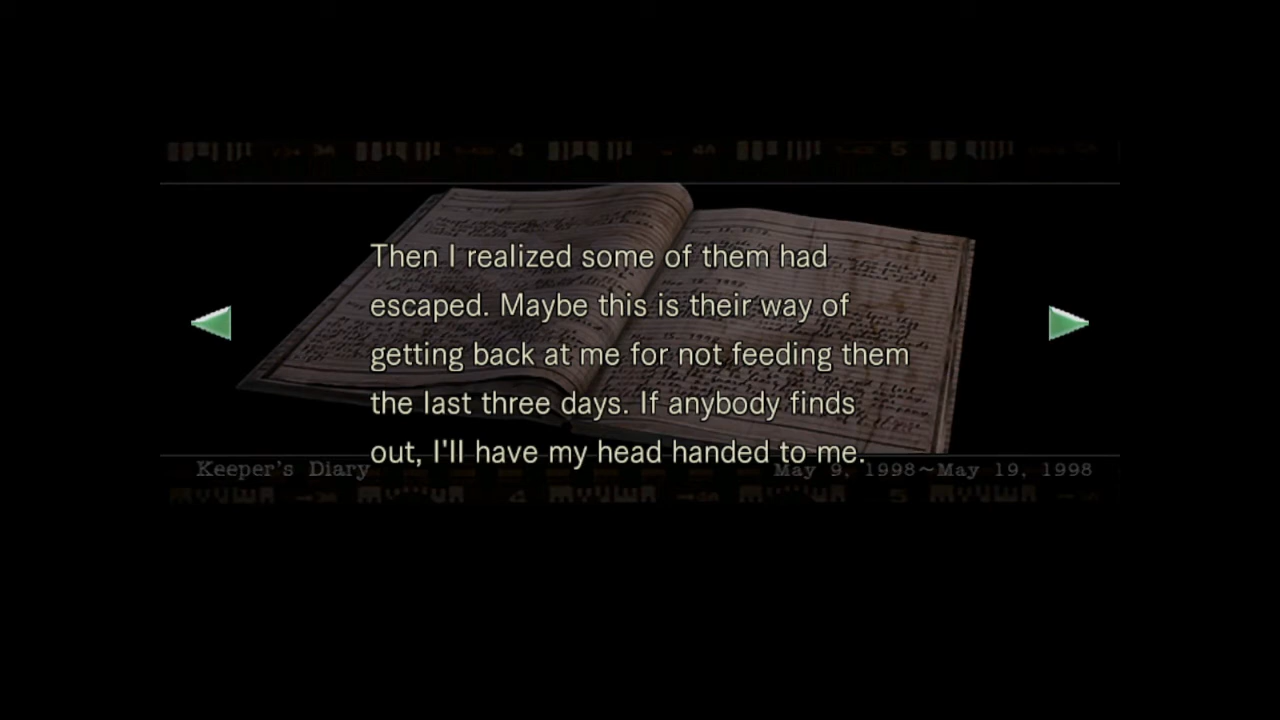 Then I realized some of them had
escaped. Maybe this is their way of
getting back at me for not feeding them
the last three days. If anybody finds
out, I'll have my head handed to me.
Keeper's Diary
May 9, 1998~May 19, 1998